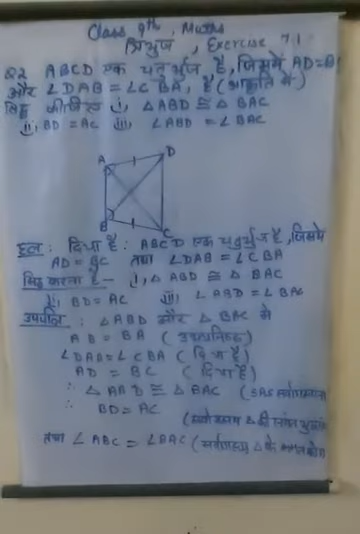 Class 9th, Maths
त्रिभुज, Exercise 7.1
Q2 ABCD एक चतुर्भुज है, जिसमें AD=B
और ∠DAB = ∠CBA, है (आकृति में)
सिद्ध कीजिए i, △ABD ≅ △BAC
ii, BD = AC iii, ∠ABD = ∠BAC
A D
B C
हल: दिया है: ABCD एक चतुर्भुज है, जिसमें
AD = BC तथा ∠DAB = ∠CBA
सिद्ध करना है - i, △ABD ≅ △BAC
ii, BD = AC iii, ∠ABD = ∠BAC
उपपत्ति: △ABD और △BAC में
AB = BA (उभयनिष्ठ)
∠DAB = ∠CBA (दिया है)
AD = BC (दिया है)
∴ △ABD ≅ △BAC (SAS
∴ BD = AC
तथा ∠ABC = ∠BAC